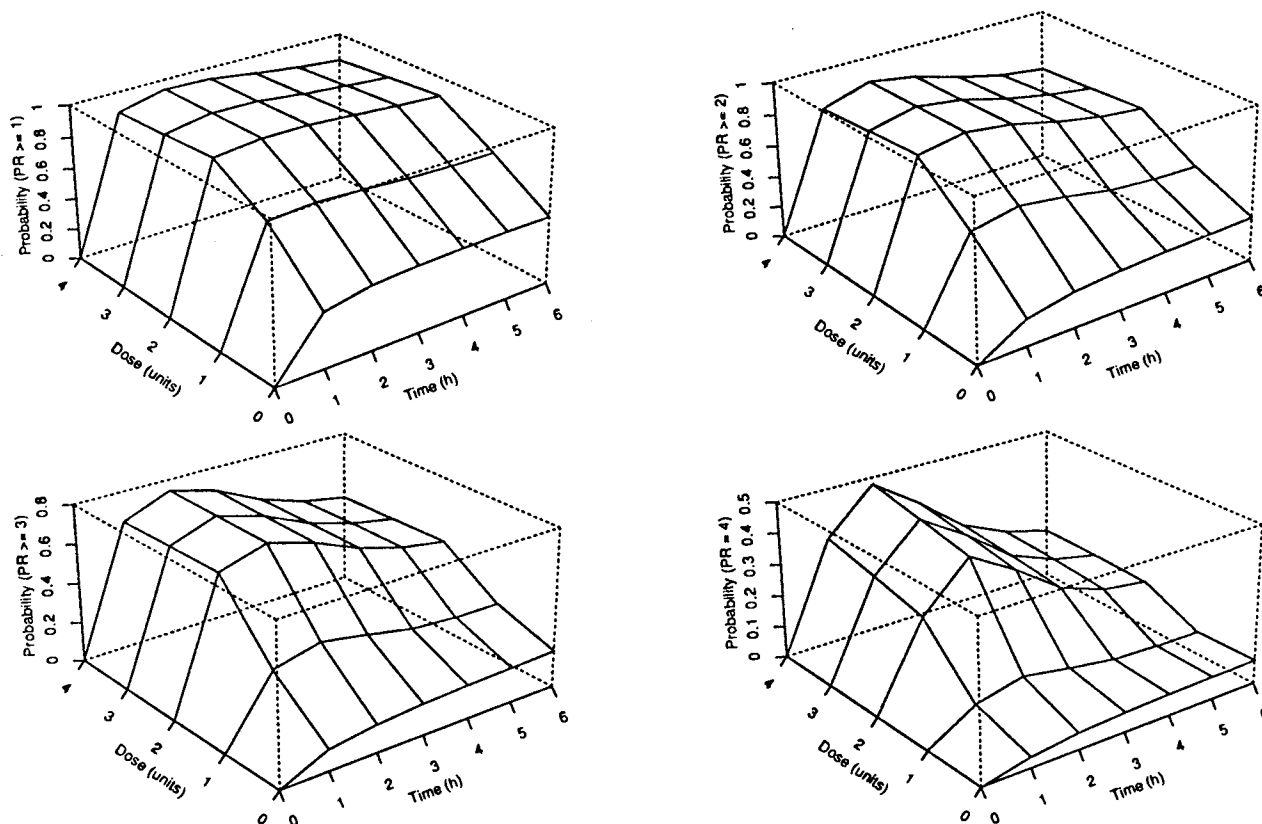 Probability (PR >= 1)
0 0.2 0.4 0.6 0.8 1
4 3 2 1 0
Dose (units)
0 1 2 3 4 5 6
Time (h)
Probability (PR >= 2)
0 0.2 0.4 0.6 0.8 1
4 3 2 1 0
Dose (units)
0 1 2 3 4 5 6
Time (h)
Probability (PR >= 3)
0 0.2 0.4 0.6 0.8
4 3 2 1 0
Dose (units)
0 1 2 3 4 5 6
Time (h)
Probability (PR = 4)
0 0.1 0.2 0.3 0.4 0.5
4 3 2 1 0
Dose (units)
0 1 2 3 4 5 6
Time (h)